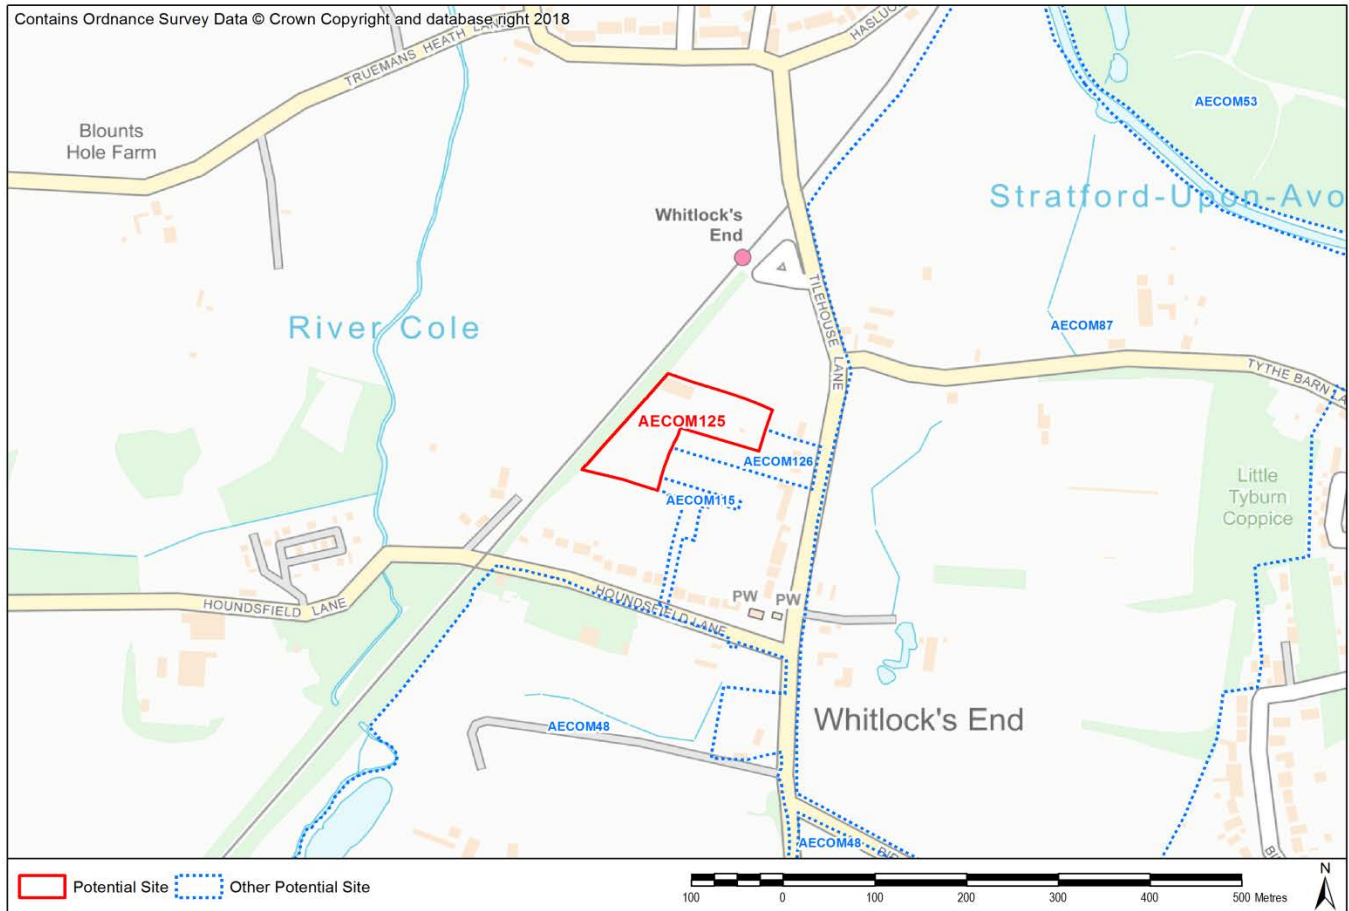 Contains Ordnance Survey Data © Crown Copyright and database right 2018
TRUEMANS HEATH LANE
AECOM53
Blounts
Hole Farm
Stratford-Upon-Avo
Whitlock's
End
TILEHOUSE LANE
River Cole
AECOM87
TYTHE BARN
AECOM125
AECOM126
AECOM115
Little
Tyburn
Coppice
HOUNDSFIELD LANE
HOUNDSFIELD LANE
PW
PW
Whitlock's End
AECOM48
AECOM48
Potential Site
Other Potential Site
100
0
100
200
300
400
500 Metres
N